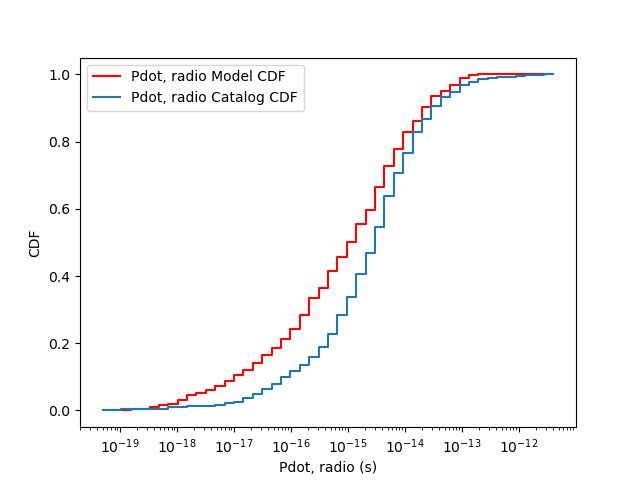 Pdot, radio Model CDF
Pdot, radio Catalog CDF
1.0
0.8
0.6
0.4
0.2
0.0
CDF
10⁻¹⁹ 10⁻¹⁸ 10⁻¹⁷ 10⁻¹⁶ 10⁻¹⁵ 10⁻¹⁴ 10⁻¹³ 10⁻¹²
Pdot, radio (s)